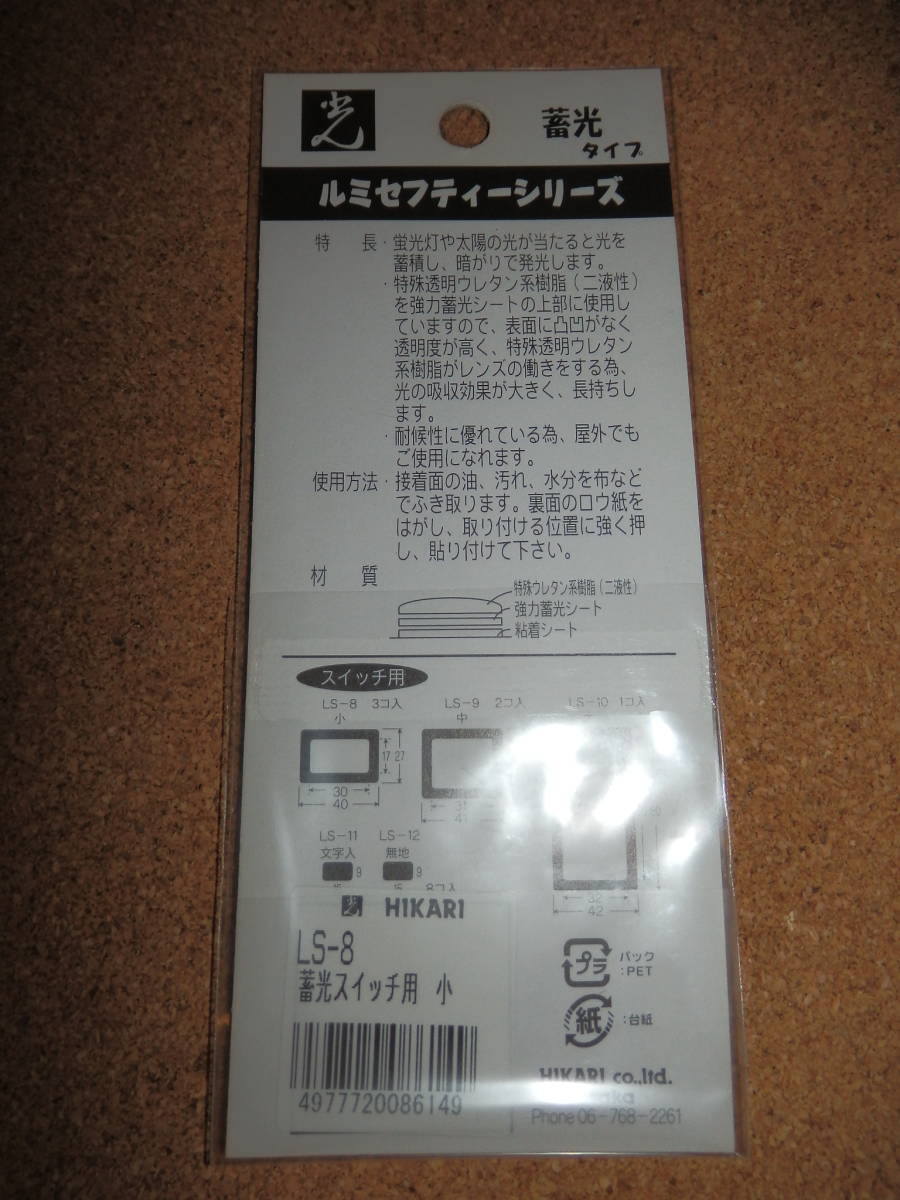 光
蓄光
タイプ
ルミセフティーシリーズ
特　長・蛍光灯や太陽の光が当たると光を
蓄積し、暗がりで発光します。
・特殊透明ウレタン系樹脂(二液性)
を強力蓄光シートの上部に使用し
ていますので、表面に凸凹がなく
透明度が高く、特殊透明ウレタン
系樹脂がレンズの働きをする為、
光の吸収効果が大きく、長持ちし
ます。
・耐候性に優れている為、屋外でも
ご使用になれます。
使用方法・接着面の油、汚れ、水分を布など
でふき取ります。裏面のロウ紙を
はがし、取り付ける位置に強く押
し、貼り付けて下さい。
材　質
特殊ウレタン系樹脂(二液性)
強力蓄光シート
粘着シート
スイッチ用
LS-8 3コ入 LS-9 2コ入 LS-10 1コ入
小 中
17 27
30
40
31
41
LS-11 LS-12
文字入 無地
9 9
15 15 8コ入
32
42
光 HIKARI
LS-8
蓄光スイッチ用 小
4977720086149
プラ パック
:PET
紙 :台紙
HIKARI co.,ltd.
Phone 06-768-2261